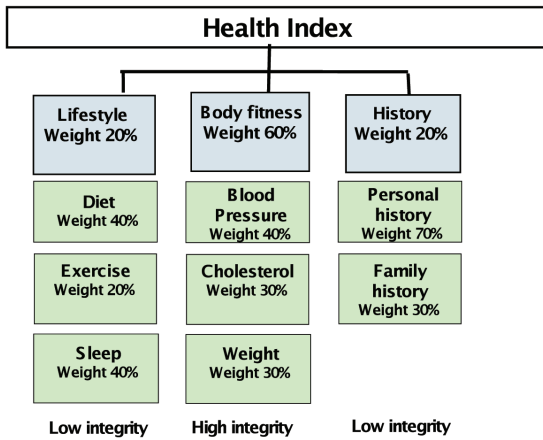 Health Index
Lifestyle
Weight 20%
Body fitness
Weight 60%
History
Weight 20%
Diet
Weight 40%
Blood
Pressure
Weight 40%
Personal
history
Weight 70%
Exercise
Weight 20%
Cholesterol
Weight 30%
Family
history
Weight 30%
Sleep
Weight 40%
Weight
Weight 30%
Low integrity
High integrity
Low integrity